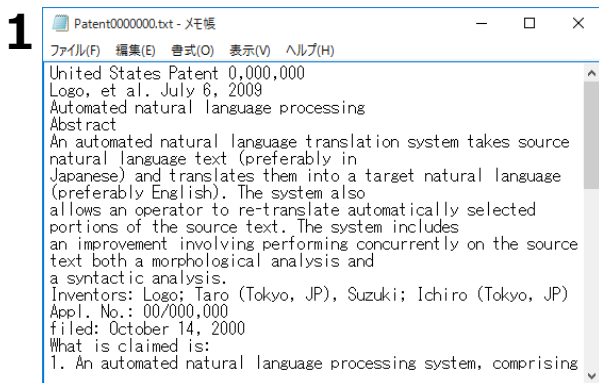 1
Patent0000000.txt - メモ帳
ファイル(F) 編集(E) 書式(O) 表示(V) ヘルプ(H)
United States Patent 0,000,000
Logo, et al. July 6, 2009
Automated natural language processing
Abstract
An automated natural language translation system takes source
natural language text (preferably in
Japanese) and translates them into a target natural language
(preferably English). The system also
allows an operator to re-translate automatically selected
portions of the source text. The system includes
an improvement involving performing concurrently on the source
text both a morphological analysis and
a syntactic analysis.
Inventors: Logo; Taro (Tokyo, JP), Suzuki; Ichiro (Tokyo, JP)
Appl. No.: 00/000,000
filed: October 14, 2000
What is claimed is:
1. An automated natural language processing system, comprising